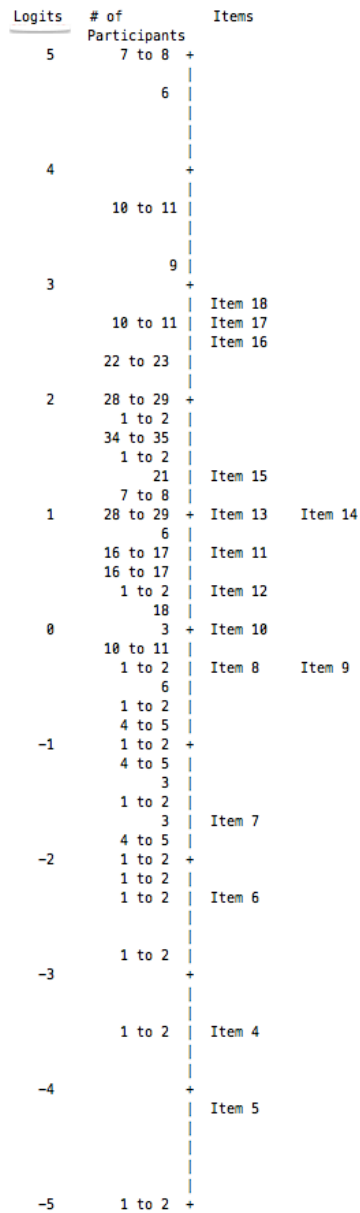 Logits # of Items
Participants
5 7 to 8 +
|
6 |
|
|
|
4 +
|
10 to 11 |
|
|
9 |
3 +
| Item 18
10 to 11 | Item 17
| Item 16
22 to 23 |
|
2 28 to 29 +
1 to 2 |
34 to 35 |
1 to 2 |
21 | Item 15
7 to 8 |
1 28 to 29 + Item 13 Item 14
6 |
16 to 17 | Item 11
16 to 17 |
1 to 2 | Item 12
18 |
0 3 + Item 10
10 to 11 |
1 to 2 | Item 8 Item 9
6 |
1 to 2 |
4 to 5 |
-1 1 to 2 +
4 to 5 |
3 |
1 to 2 |
3 | Item 7
4 to 5 |
-2 1 to 2 +
1 to 2 |
1 to 2 | Item 6
|
|
1 to 2 |
-3 +
|
|
1 to 2 | Item 4
|
|
-4 +
| Item 5
|
|
|
|
-5 1 to 2 +